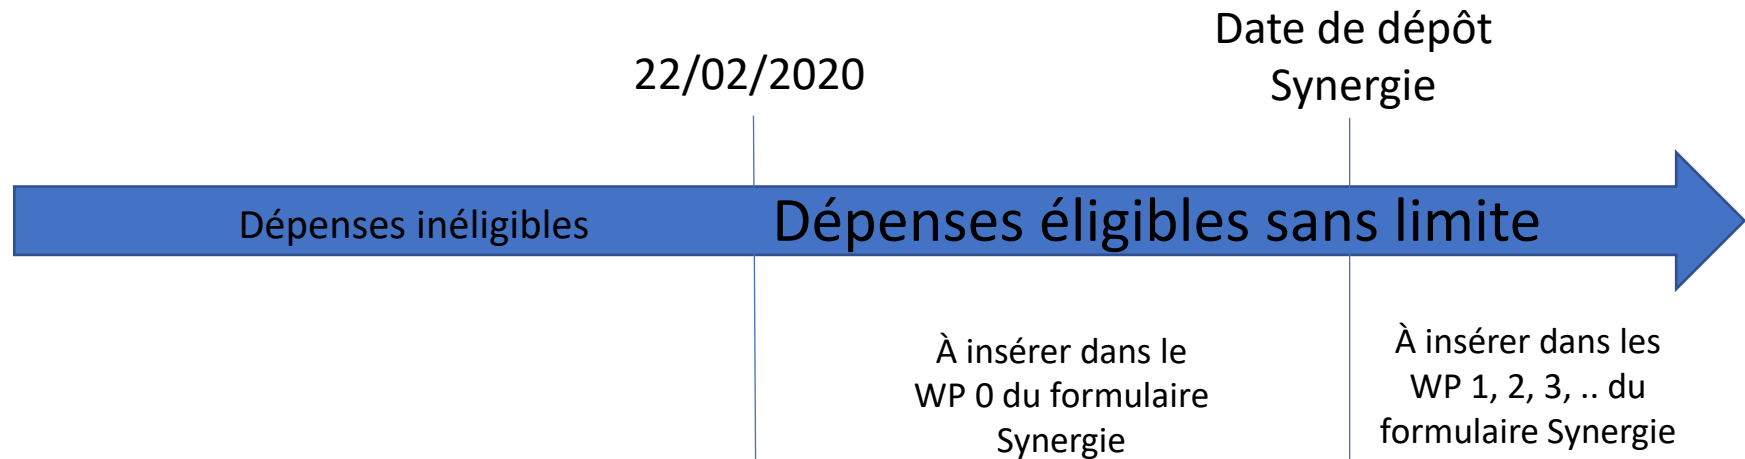 22/02/2020
Date de dépôt
Synergie
Dépenses inéligibles
Dépenses éligibles sans limite
À insérer dans le
WP 0 du formulaire
Synergie
À insérer dans les
WP 1, 2, 3, .. du
formulaire Synergie